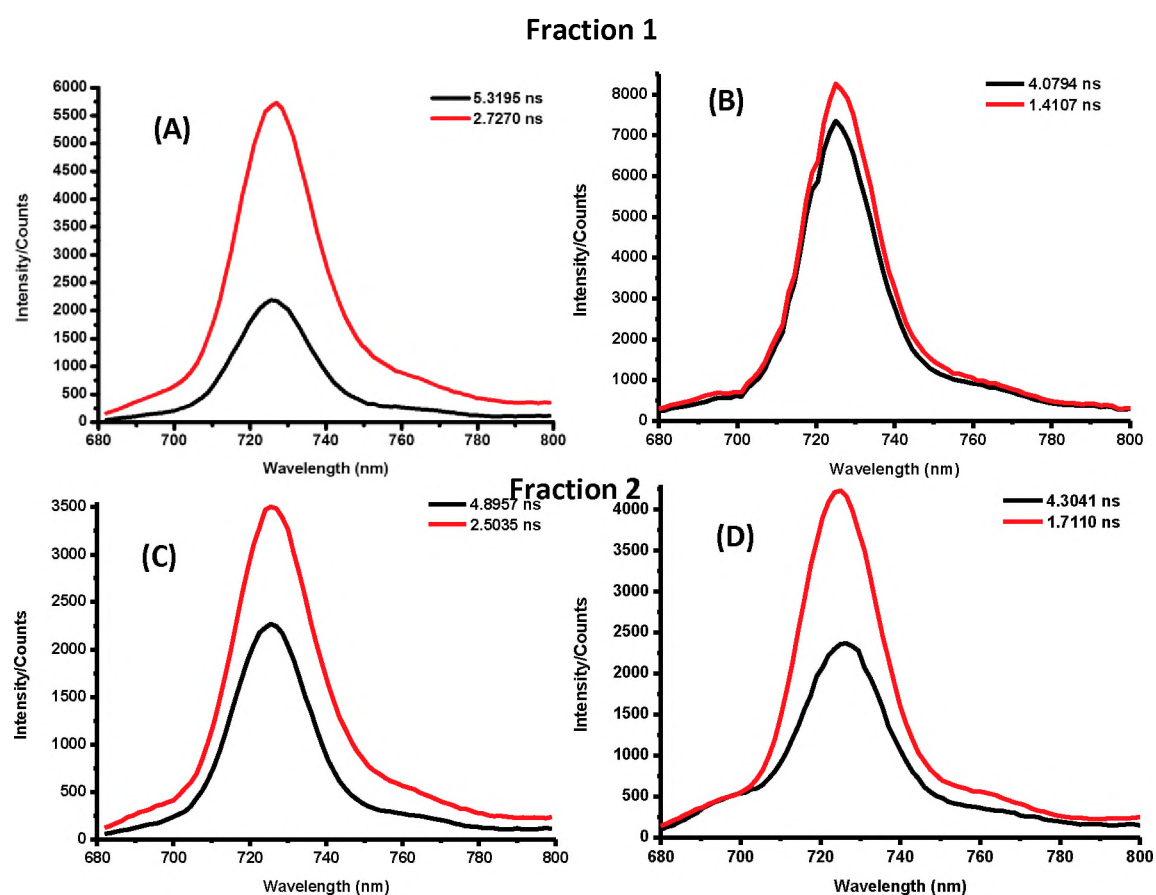 Fraction 1
(A)
5.3195 ns
2.7270 ns
Intensity/Counts
6000
5500
5000
4500
4000
3500
3000
2500
2000
1500
1000
500
0
680 700 720 740 760 780 800
Wavelength (nm)
(B)
4.0794 ns
1.4107 ns
Intensity/Counts
8000
7000
6000
5000
4000
3000
2000
1000
0
680 700 720 740 760 780 800
Wavelength (nm)
Fraction 2
(C)
4.8957 ns
2.5035 ns
Intensity/Counts
3500
3000
2500
2000
1500
1000
500
0
680 700 720 740 760 780 800
Wavelength (nm)
(D)
4.3041 ns
1.7110 ns
Intensity/Counts
4000
3500
3000
2500
2000
1500
1000
500
0
680 700 720 740 760 780 800
Wavelength (nm)